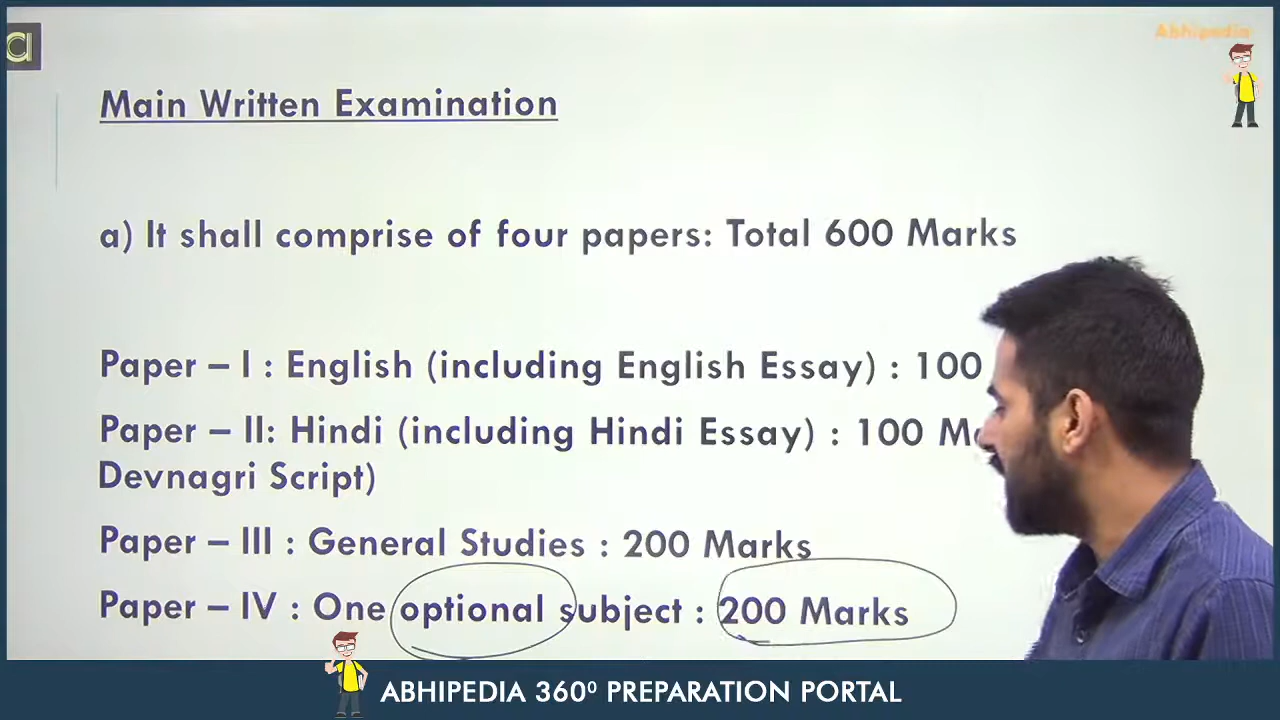 a
Abhipedia
Main Written Examination
a) It shall comprise of four papers: Total 600 Marks
Paper – I : English (including English Essay) : 100
Paper – II: Hindi (including Hindi Essay) : 100
Devnagri Script)
Paper – III : General Studies : 200 Marks
Paper – IV : One optional subject : 200 Marks
ABHIPEDIA 360⁰ PREPARATION PORTAL